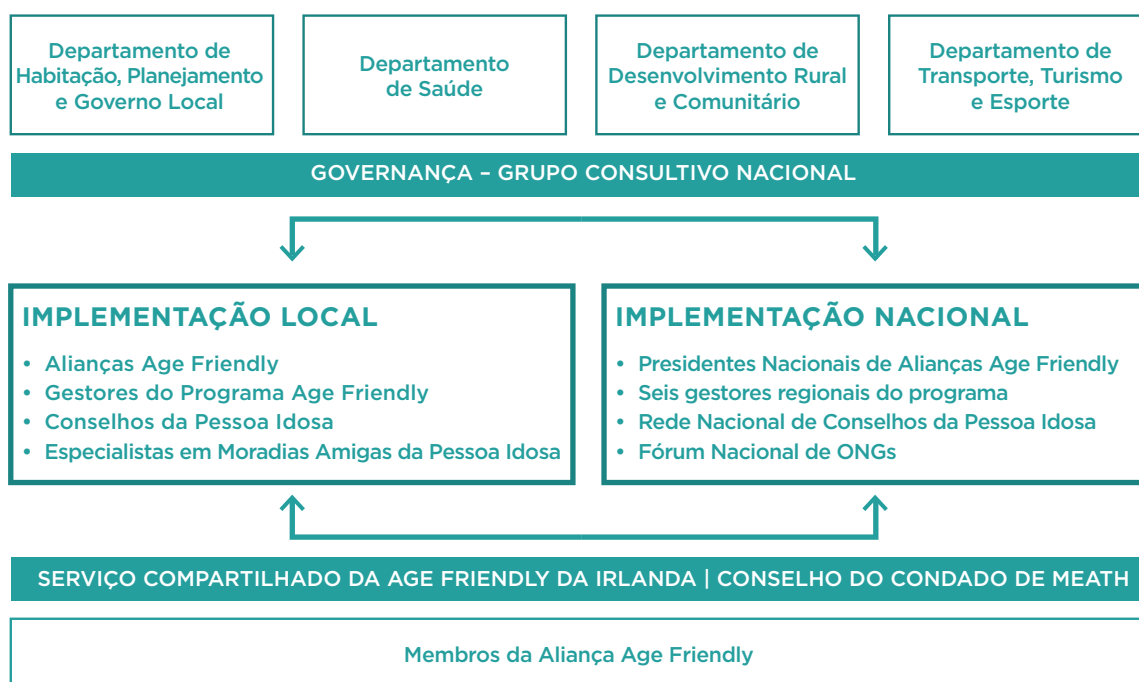 Departamento de
Habitação, Planejamento
e Governo Local
Departamento
de Saúde
Departamento de
Desenvolvimento Rural
e Comunitário
Departamento de
Transporte, Turismo
e Esporte
GOVERNANÇA – GRUPO CONSULTIVO NACIONAL
IMPLEMENTAÇÃO LOCAL
• Alianças Age Friendly
• Gestores do Programa Age Friendly
• Conselhos da Pessoa Idosa
• Especialistas em Moradias Amigas da Pessoa Idosa
IMPLEMENTAÇÃO NACIONAL
• Presidentes Nacionais de Alianças Age Friendly
• Seis gestores regionais do programa
• Rede Nacional de Conselhos da Pessoa Idosa
• Fórum Nacional de ONGs
SERVIÇO COMPARTILHADO DA AGE FRIENDLY DA IRLANDA | CONSELHO DO CONDADO DE MEATH
Membros da Aliança Age Friendly